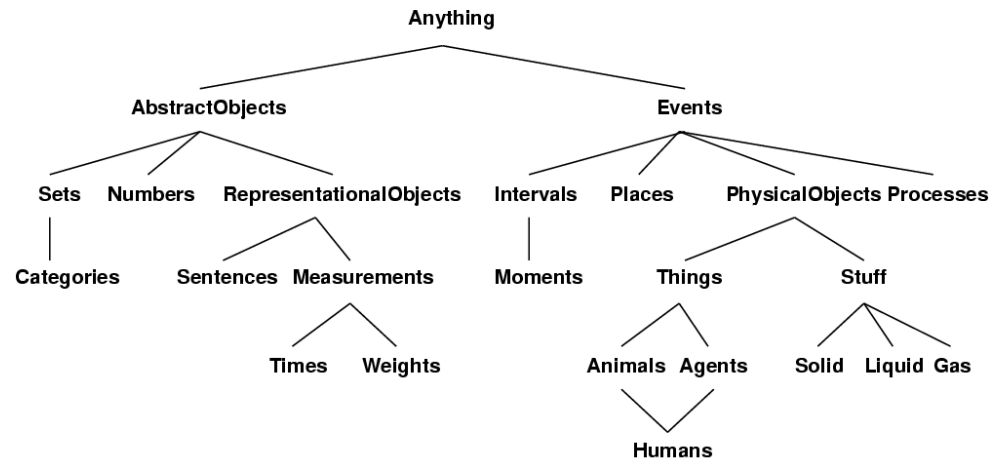 Anything
AbstractObjects Events
Sets Numbers RepresentationalObjects Intervals Places PhysicalObjects Processes
Categories Sentences Measurements Moments Things Stuff
Times Weights Animals Agents Solid Liquid Gas
Humans